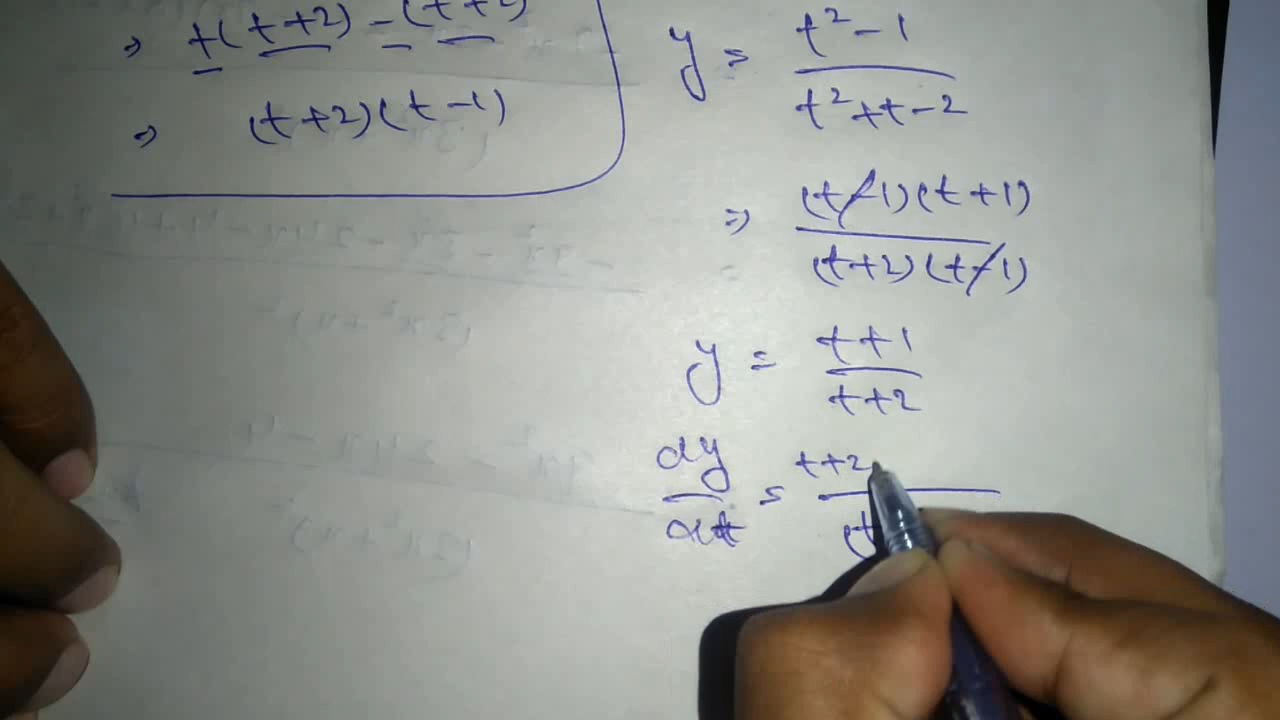 ⇒ t(t+2) -(t+2)
⇒ (t+2)(t-1)
y = t²-1 / t²+t-2
⇒ (t-1)(t+1) / (t+2)(t-1)
y = t+1 / t+2
dy/dt = t+2 / (t